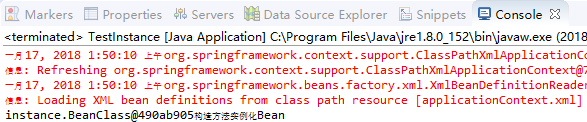 Markers Properties Servers Data Source Explorer Snippets Console
<terminated> TestInstance [Java Application] C:\Program Files\Java\jre1.8.0_152\bin\javaw.exe (2018
一月 17, 2018 1:50:10 上午 org.springframework.context.support.ClassPathXmlApplicationCo
信息: Refreshing org.springframework.context.support.ClassPathXmlApplicationContext@7
一月 17, 2018 1:50:10 上午 org.springframework.beans.factory.xml.XmlBeanDefinitionReader
信息: Loading XML bean definitions from class path resource [applicationContext.xml]
instance.BeanClass@490ab905构造方法实例化Bean